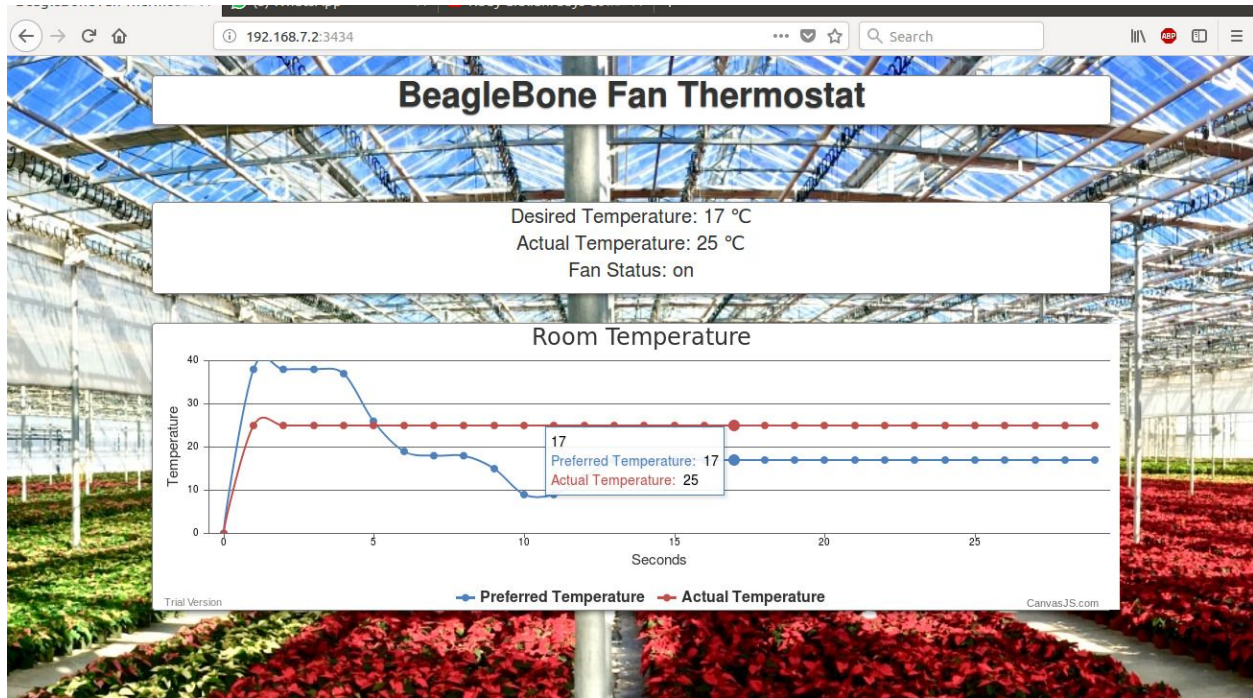 192.168.7.2:3434
Search
ABP
BeagleBone Fan Thermostat
Desired Temperature: 17 °C
Actual Temperature: 25 °C
Fan Status: on
Room Temperature
Temperature
40
30
20
10
0
17
Preferred Temperature: 17
Actual Temperature: 25
0 5 10 15 20 25
Seconds
Preferred Temperature Actual Temperature
Trial Version
CanvasJS.com